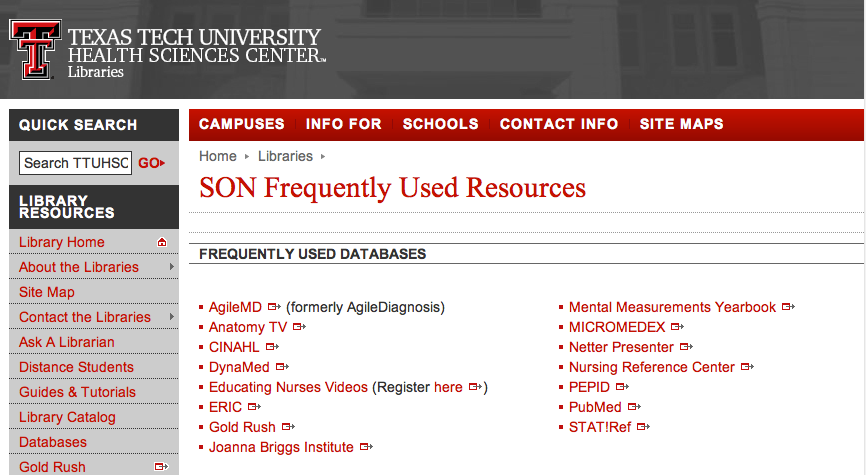 TEXAS TECH UNIVERSITY
HEALTH SCIENCES CENTER™
Libraries
QUICK SEARCH
Search TTUHSC
GO
LIBRARY
RESOURCES
Library Home
About the Libraries
Site Map
Contact the Libraries
Ask A Librarian
Distance Students
Guides & Tutorials
Library Catalog
Databases
Gold Rush
CAMPUSES INFO FOR SCHOOLS CONTACT INFO SITE MAPS
Home Libraries
SON Frequently Used Resources
FREQUENTLY USED DATABASES
AgileMD (formerly AgileDiagnosis)
Anatomy TV
CINAHL
DynaMed
Educating Nurses Videos (Register here )
ERIC
Gold Rush
Joanna Briggs Institute
Mental Measurements Yearbook
MICROMEDEX
Netter Presenter
Nursing Reference Center
PEPID
PubMed
STAT!Ref